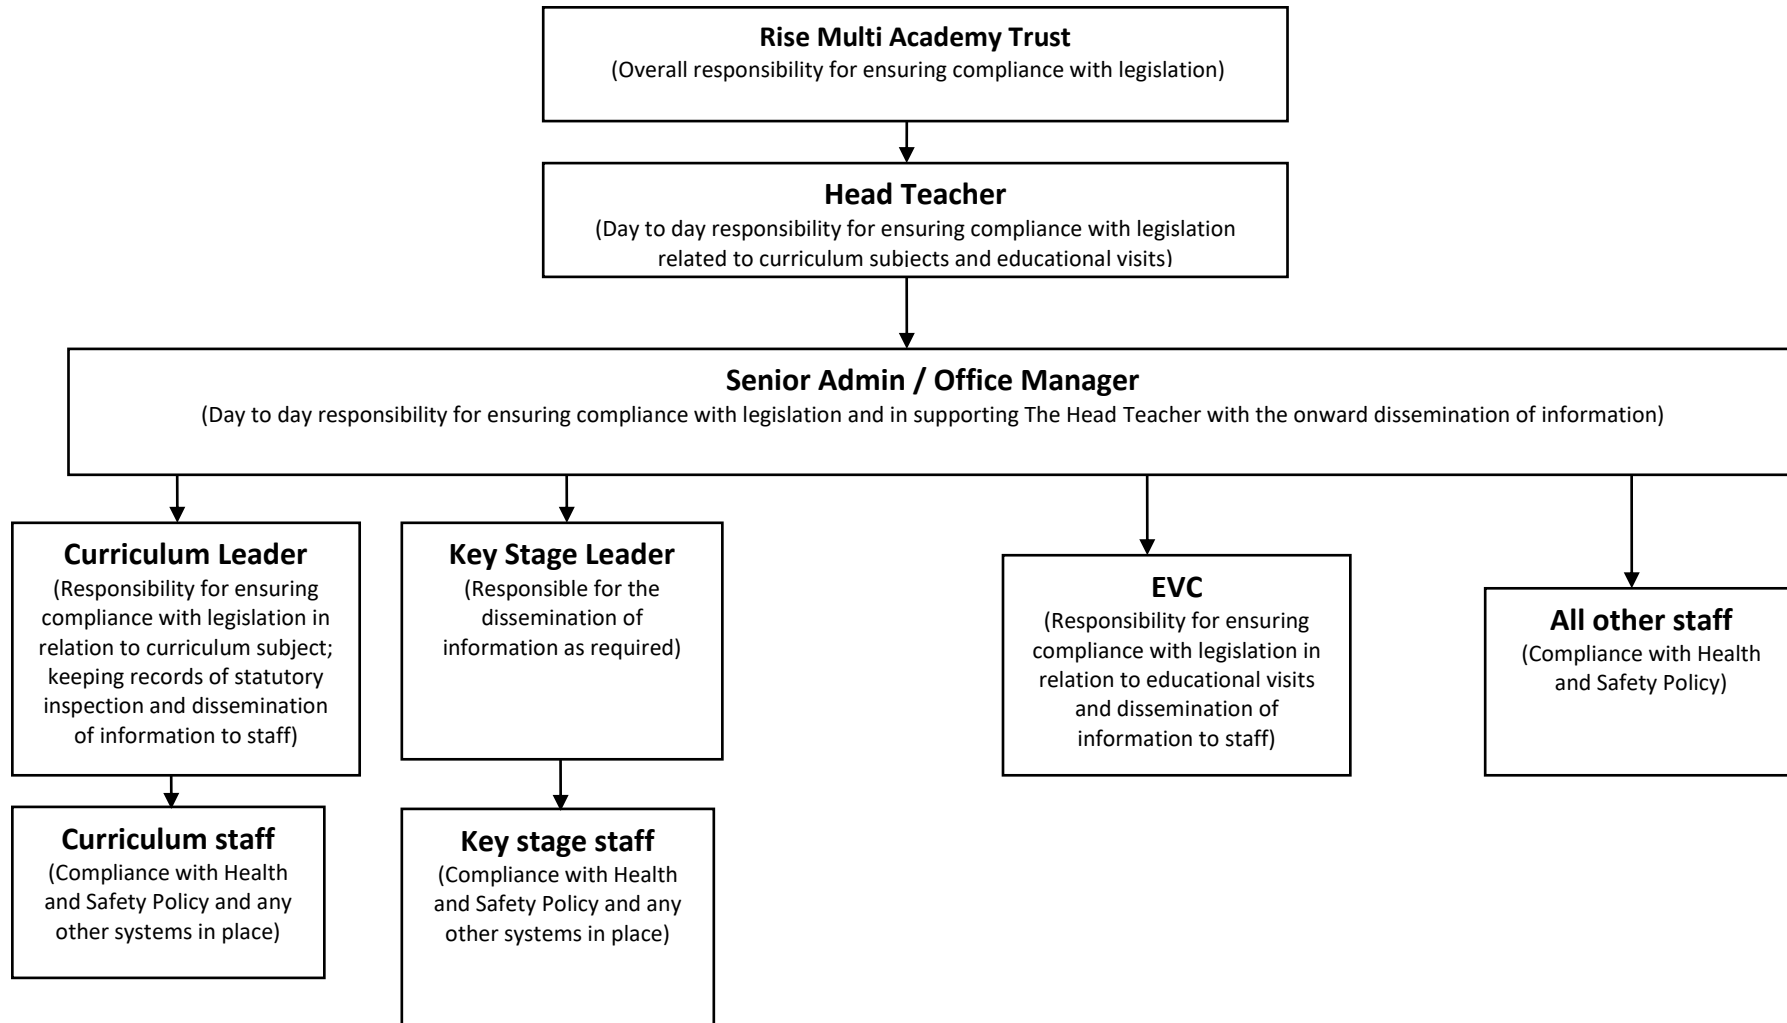 Rise Multi Academy Trust
(Overall responsibility for ensuring compliance with legislation)
Head Teacher
(Day to day responsibility for ensuring compliance with legislation
related to curriculum subjects and educational visits)
Senior Admin / Office Manager
(Day to day responsibility for ensuring compliance with legislation and in supporting The Head Teacher with the onward dissemination of information)
Curriculum Leader
(Responsibility for ensuring
compliance with legislation in
relation to curriculum subject;
keeping records of statutory
inspection and dissemination
of information to staff)
Key Stage Leader
(Responsible for the
dissemination of
information as required)
EVC
(Responsibility for ensuring
compliance with legislation in
relation to educational visits
and dissemination of
information to staff)
All other staff
(Compliance with Health
and Safety Policy)
Curriculum staff
(Compliance with Health
and Safety Policy and any
other systems in place)
Key stage staff
(Compliance with Health
and Safety Policy and any
other systems in place)